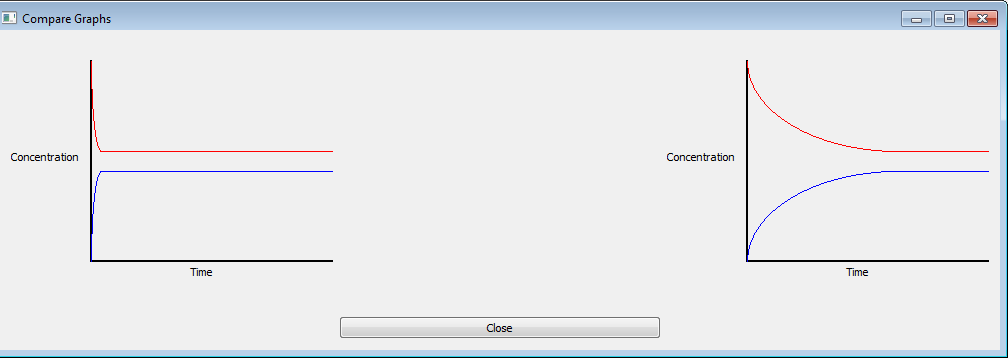 Compare Graphs
Concentration
Time
Concentration
Time
Close